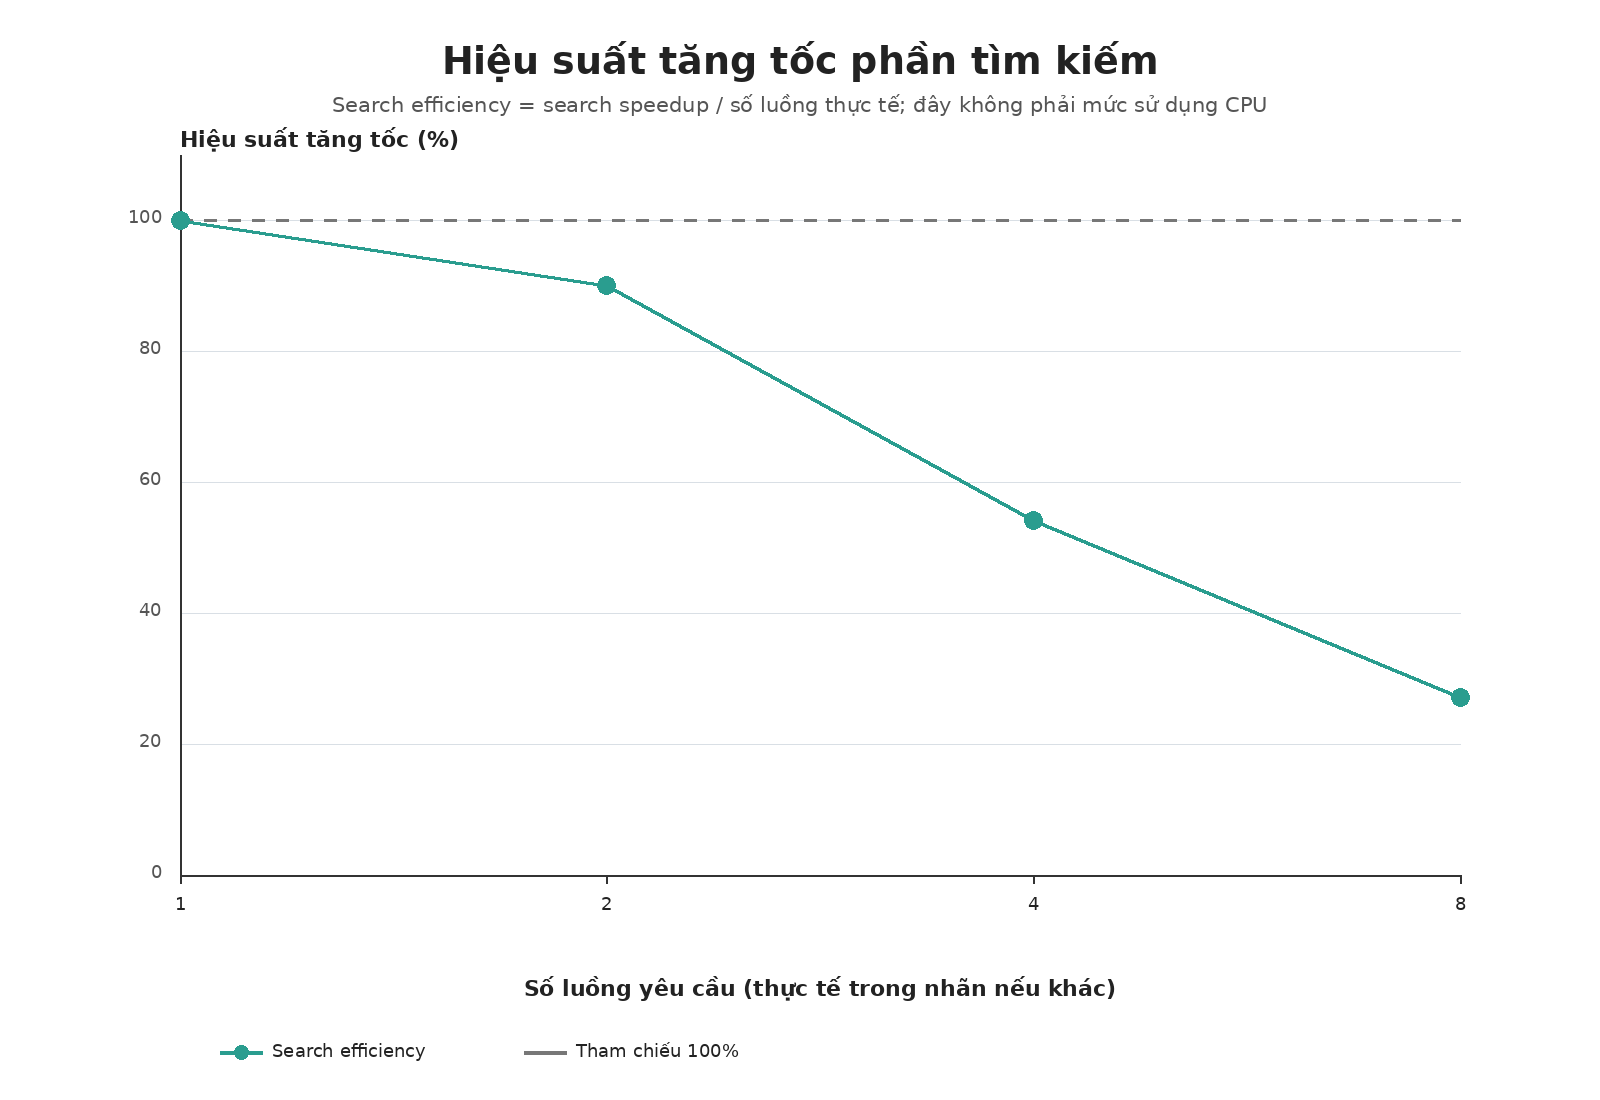 Hiệu suất tăng tốc phần tìm kiếm
Search efficiency = search speedup / số luồng thực tế; đây không phải mức sử dụng CPU
Hiệu suất tăng tốc (%)
100
80
60
40
20
0
1 2 4 8
Số luồng yêu cầu (thực tế trong nhãn nếu khác)
Search efficiency Tham chiếu 100%